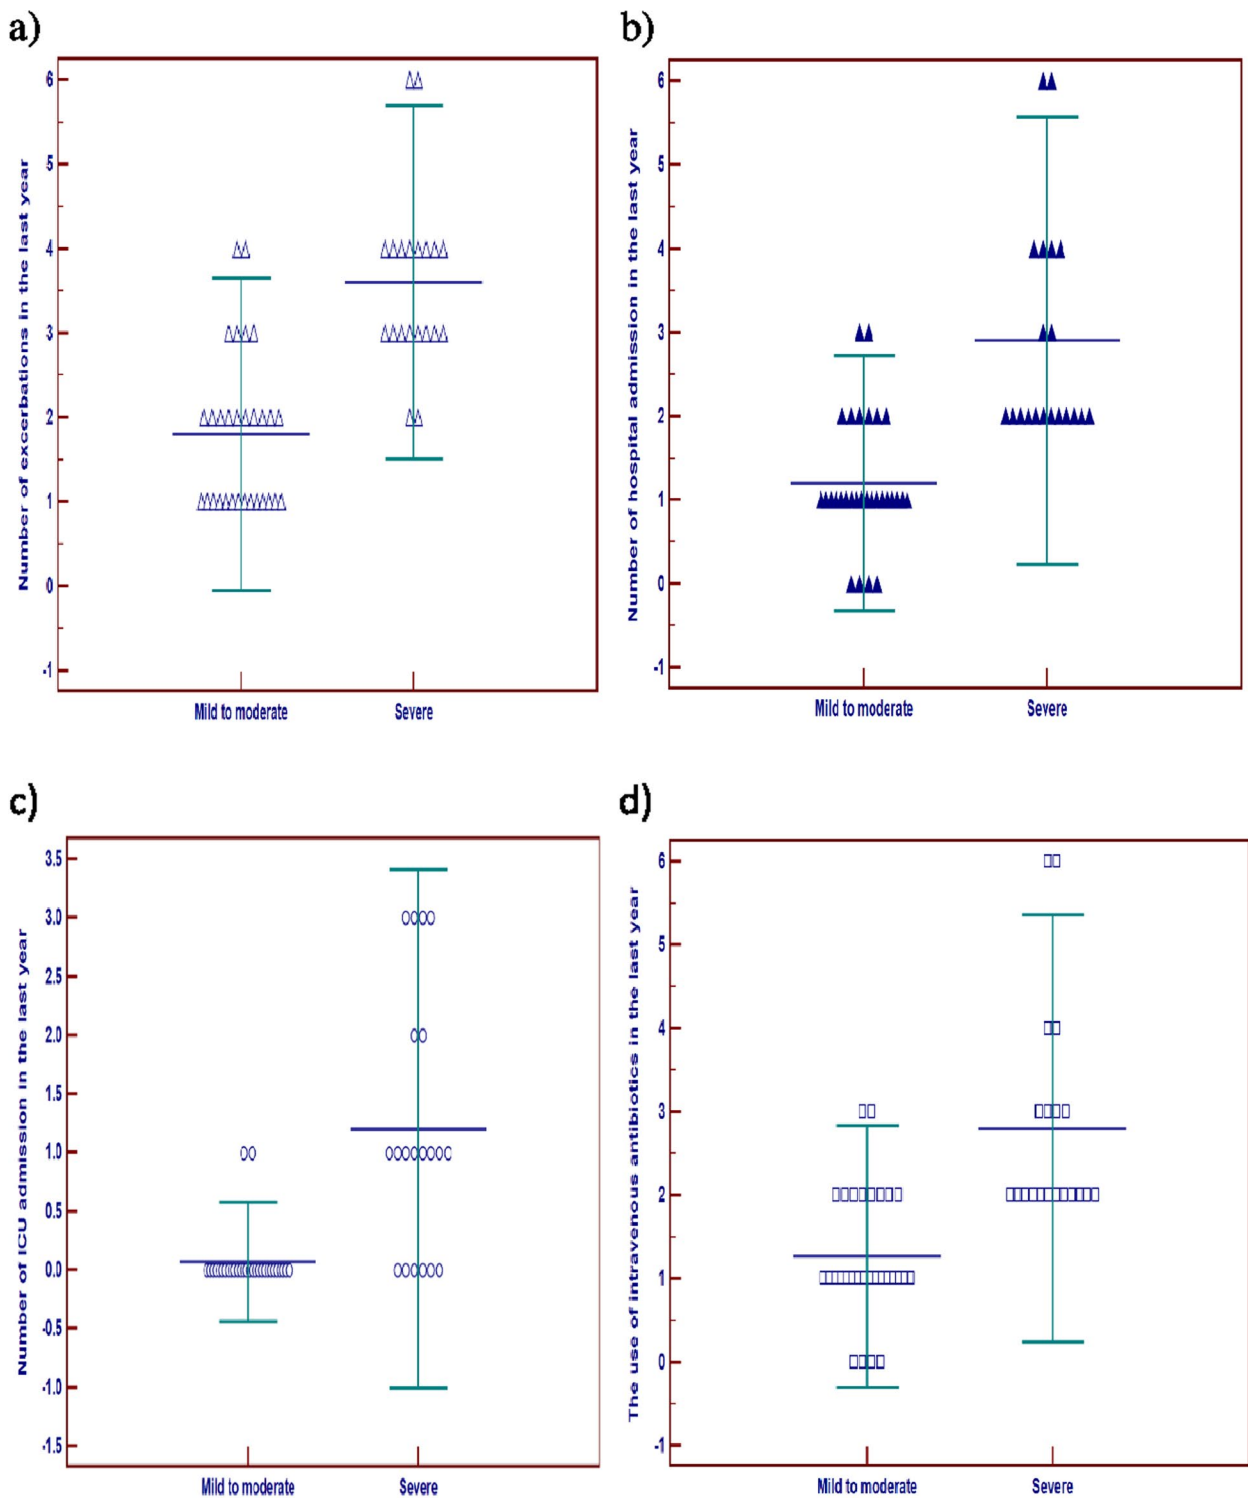 a)
Number of excerbations in the last year
6
5
4
3
2
1
0
-1
Mild to moderate Severe
b)
Number of hospital admission in the last year
6
5
4
3
2
1
0
-1
Mild to moderate Severe
c)
Number of ICU admission in the last year
3.5
3.0
2.5
2.0
1.5
1.0
0.5
0.0
-0.5
-1.0
-1.5
Mild to moderate Severe
d)
The use of intravenous antibiotics in the last year
6
5
4
3
2
1
0
-1
Mild to moderate Severe